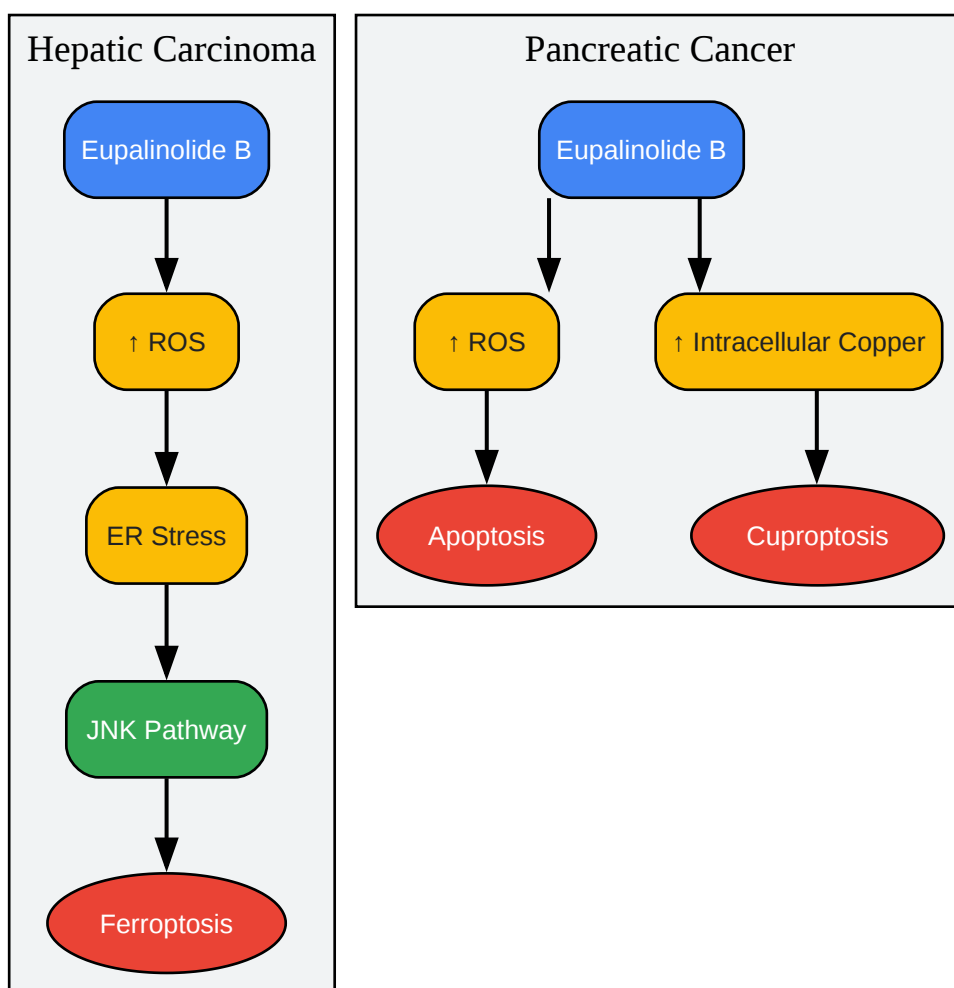 Hepatic Carcinoma
Eupalinolide B
↑ ROS
ER Stress
JNK Pathway
Ferroptosis
Pancreatic Cancer
Eupalinolide B
↑ ROS
↑ Intracellular Copper
Apoptosis
Cuproptosis